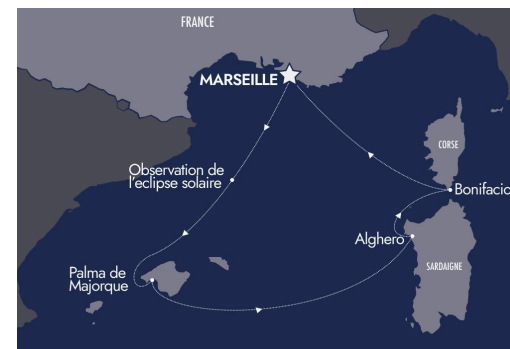 FRANCE
MARSEILLE
CORSE
Observation de
l'eclipse solaire
Bonifacio
Alghero
SARDAIGNE
Palma de
Majorque